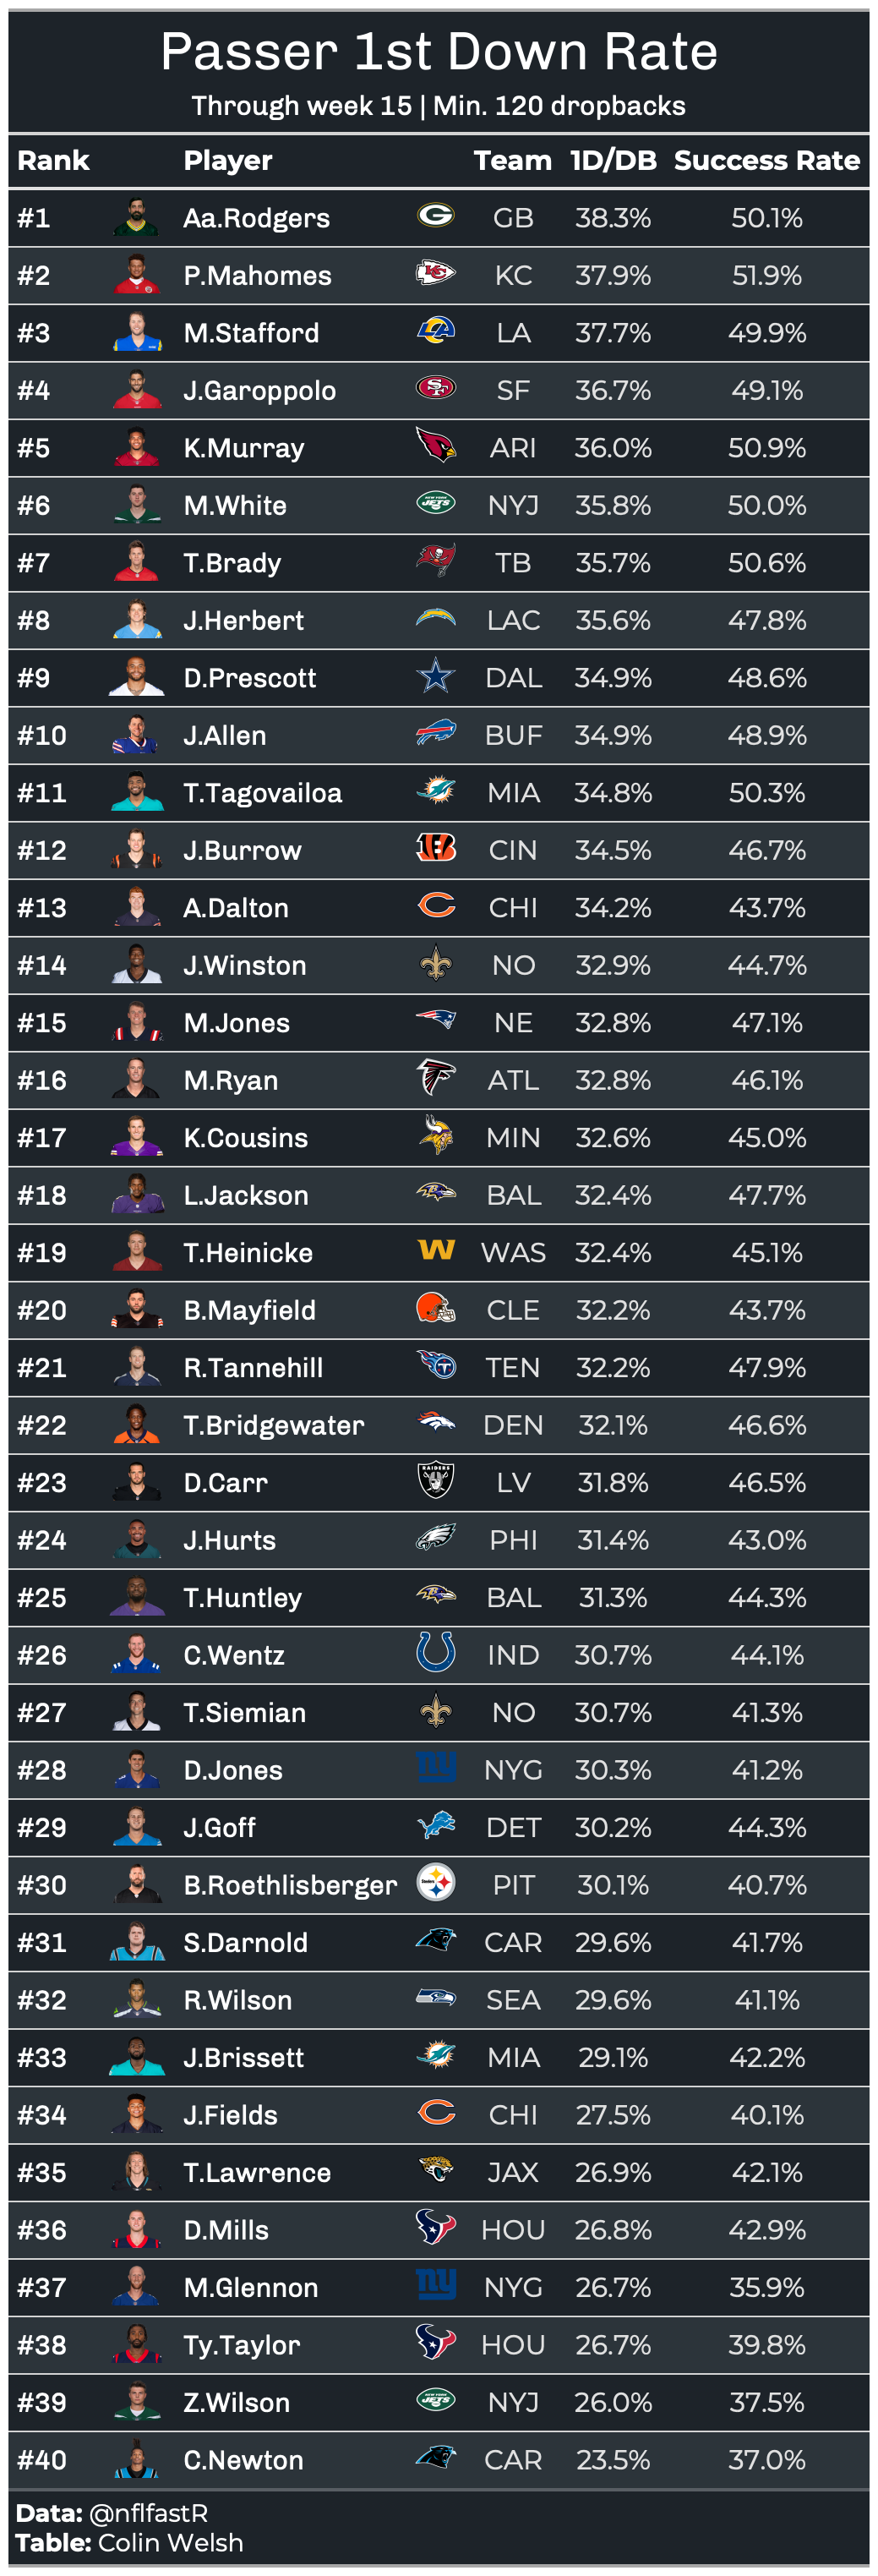 Passer 1st Down Rate
Through week 15 | Min. 120 dropbacks
Rank Player Team 1D/DB Success Rate
#1 Aa.Rodgers GB 38.3% 50.1%
#2 P.Mahomes KC 37.9% 51.9%
#3 M.Stafford LA 37.7% 49.9%
#4 J.Garoppolo SF 36.7% 49.1%
#5 K.Murray ARI 36.0% 50.9%
#6 M.White NYJ 35.8% 50.0%
#7 T.Brady TB 35.7% 50.6%
#8 J.Herbert LAC 35.6% 47.8%
#9 D.Prescott DAL 34.9% 48.6%
#10 J.Allen BUF 34.9% 48.9%
#11 T.Tagovailoa MIA 34.8% 50.3%
#12 J.Burrow CIN 34.5% 46.7%
#13 A.Dalton CHI 34.2% 43.7%
#14 J.Winston NO 32.9% 44.7%
#15 M.Jones NE 32.8% 47.1%
#16 M.Ryan ATL 32.8% 46.1%
#17 K.Cousins MIN 32.6% 45.0%
#18 L.Jackson BAL 32.4% 47.7%
#19 T.Heinicke WAS 32.4% 45.1%
#20 B.Mayfield CLE 32.2% 43.7%
#21 R.Tannehill TEN 32.2% 47.9%
#22 T.Bridgewater DEN 32.1% 46.6%
#23 D.Carr LV 31.8% 46.5%
#24 J.Hurts PHI 31.4% 43.0%
#25 T.Huntley BAL 31.3% 44.3%
#26 C.Wentz IND 30.7% 44.1%
#27 T.Siemian NO 30.7% 41.3%
#28 D.Jones NYG 30.3% 41.2%
#29 J.Goff DET 30.2% 44.3%
#30 B.Roethlisberger PIT 30.1% 40.7%
#31 S.Darnold CAR 29.6% 41.7%
#32 R.Wilson SEA 29.6% 41.1%
#33 J.Brissett MIA 29.1% 42.2%
#34 J.Fields CHI 27.5% 40.1%
#35 T.Lawrence JAX 26.9% 42.1%
#36 D.Mills HOU 26.8% 42.9%
#37 M.Glennon NYG 26.7% 35.9%
#38 Ty.Taylor HOU 26.7% 39.8%
#39 Z.Wilson NYJ 26.0% 37.5%
#40 C.Newton CAR 23.5% 37.0%
Data: @nflfastR
Table: Colin Welsh